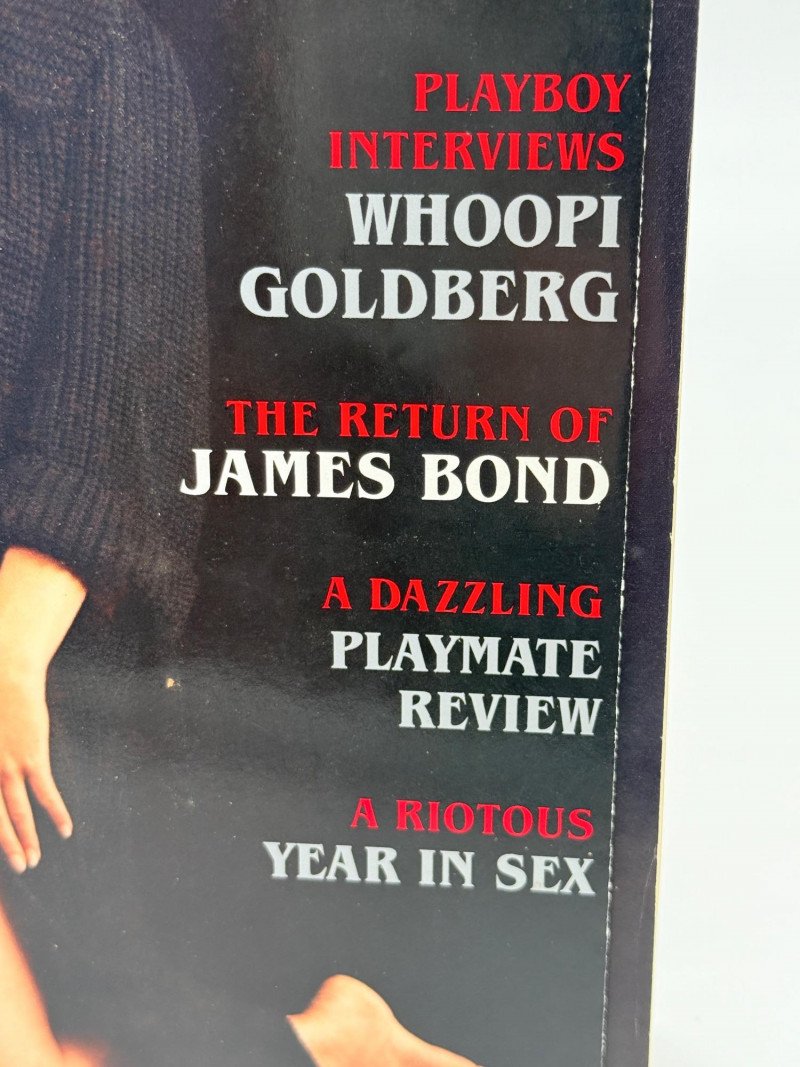 PLAYBOY
INTERVIEWS
WHOOPI
GOLDBERG
THE RETURN OF
JAMES BOND
A DAZZLING
PLAYMATE
REVIEW
A RIOTOUS
YEAR IN SEX